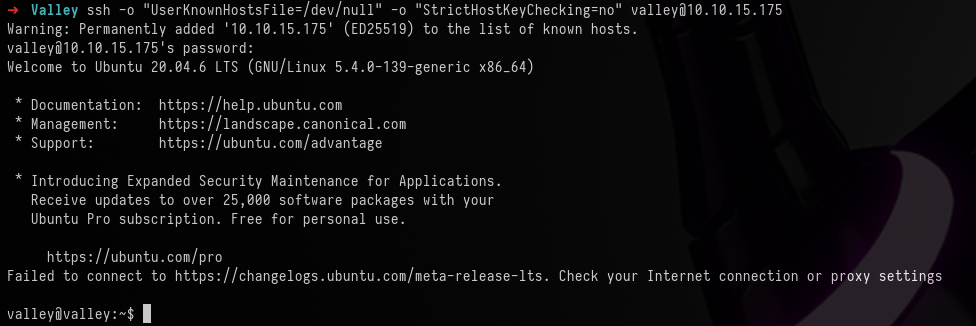 → Valley ssh -o "UserKnownHostsFile=/dev/null" -o "StrictHostKeyChecking=no" valley@10.10.15.175
Warning: Permanently added '10.10.15.175' (ED25519) to the list of known hosts.
valley@10.10.15.175's password:
Welcome to Ubuntu 20.04.6 LTS (GNU/Linux 5.4.0-139-generic x86_64)
* Documentation:  https://help.ubuntu.com
* Management:     https://landscape.canonical.com
* Support:        https://ubuntu.com/advantage
* Introducing Expanded Security Maintenance for Applications.
Receive updates to over 25,000 software packages with your
Ubuntu Pro subscription. Free for personal use.
https://ubuntu.com/pro
Failed to connect to https://changelogs.ubuntu.com/meta-release-lts. Check your Internet connection or proxy settings
valley@valley:~$